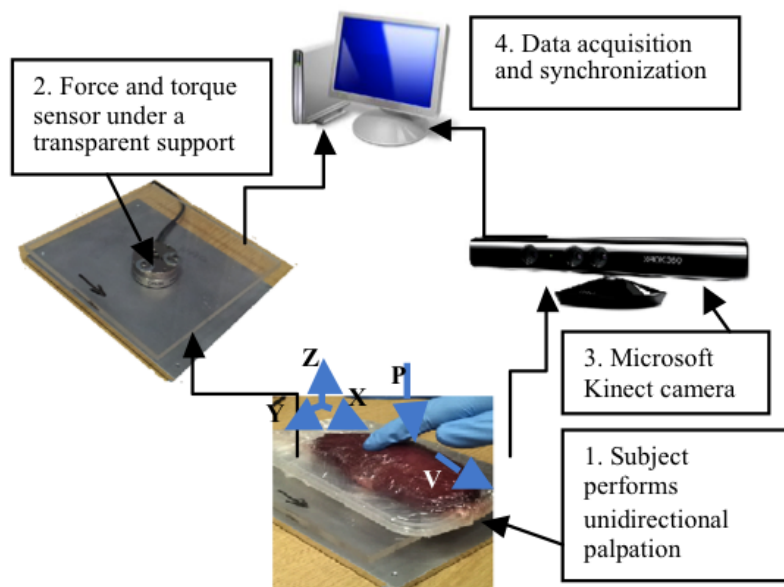 4. Data acquisition
and synchronization
2. Force and torque
sensor under a
transparent support
XBOX360
3. Microsoft
Kinect camera
Z
P
Y
X
V
1. Subject
performs
unidirectional
palpation